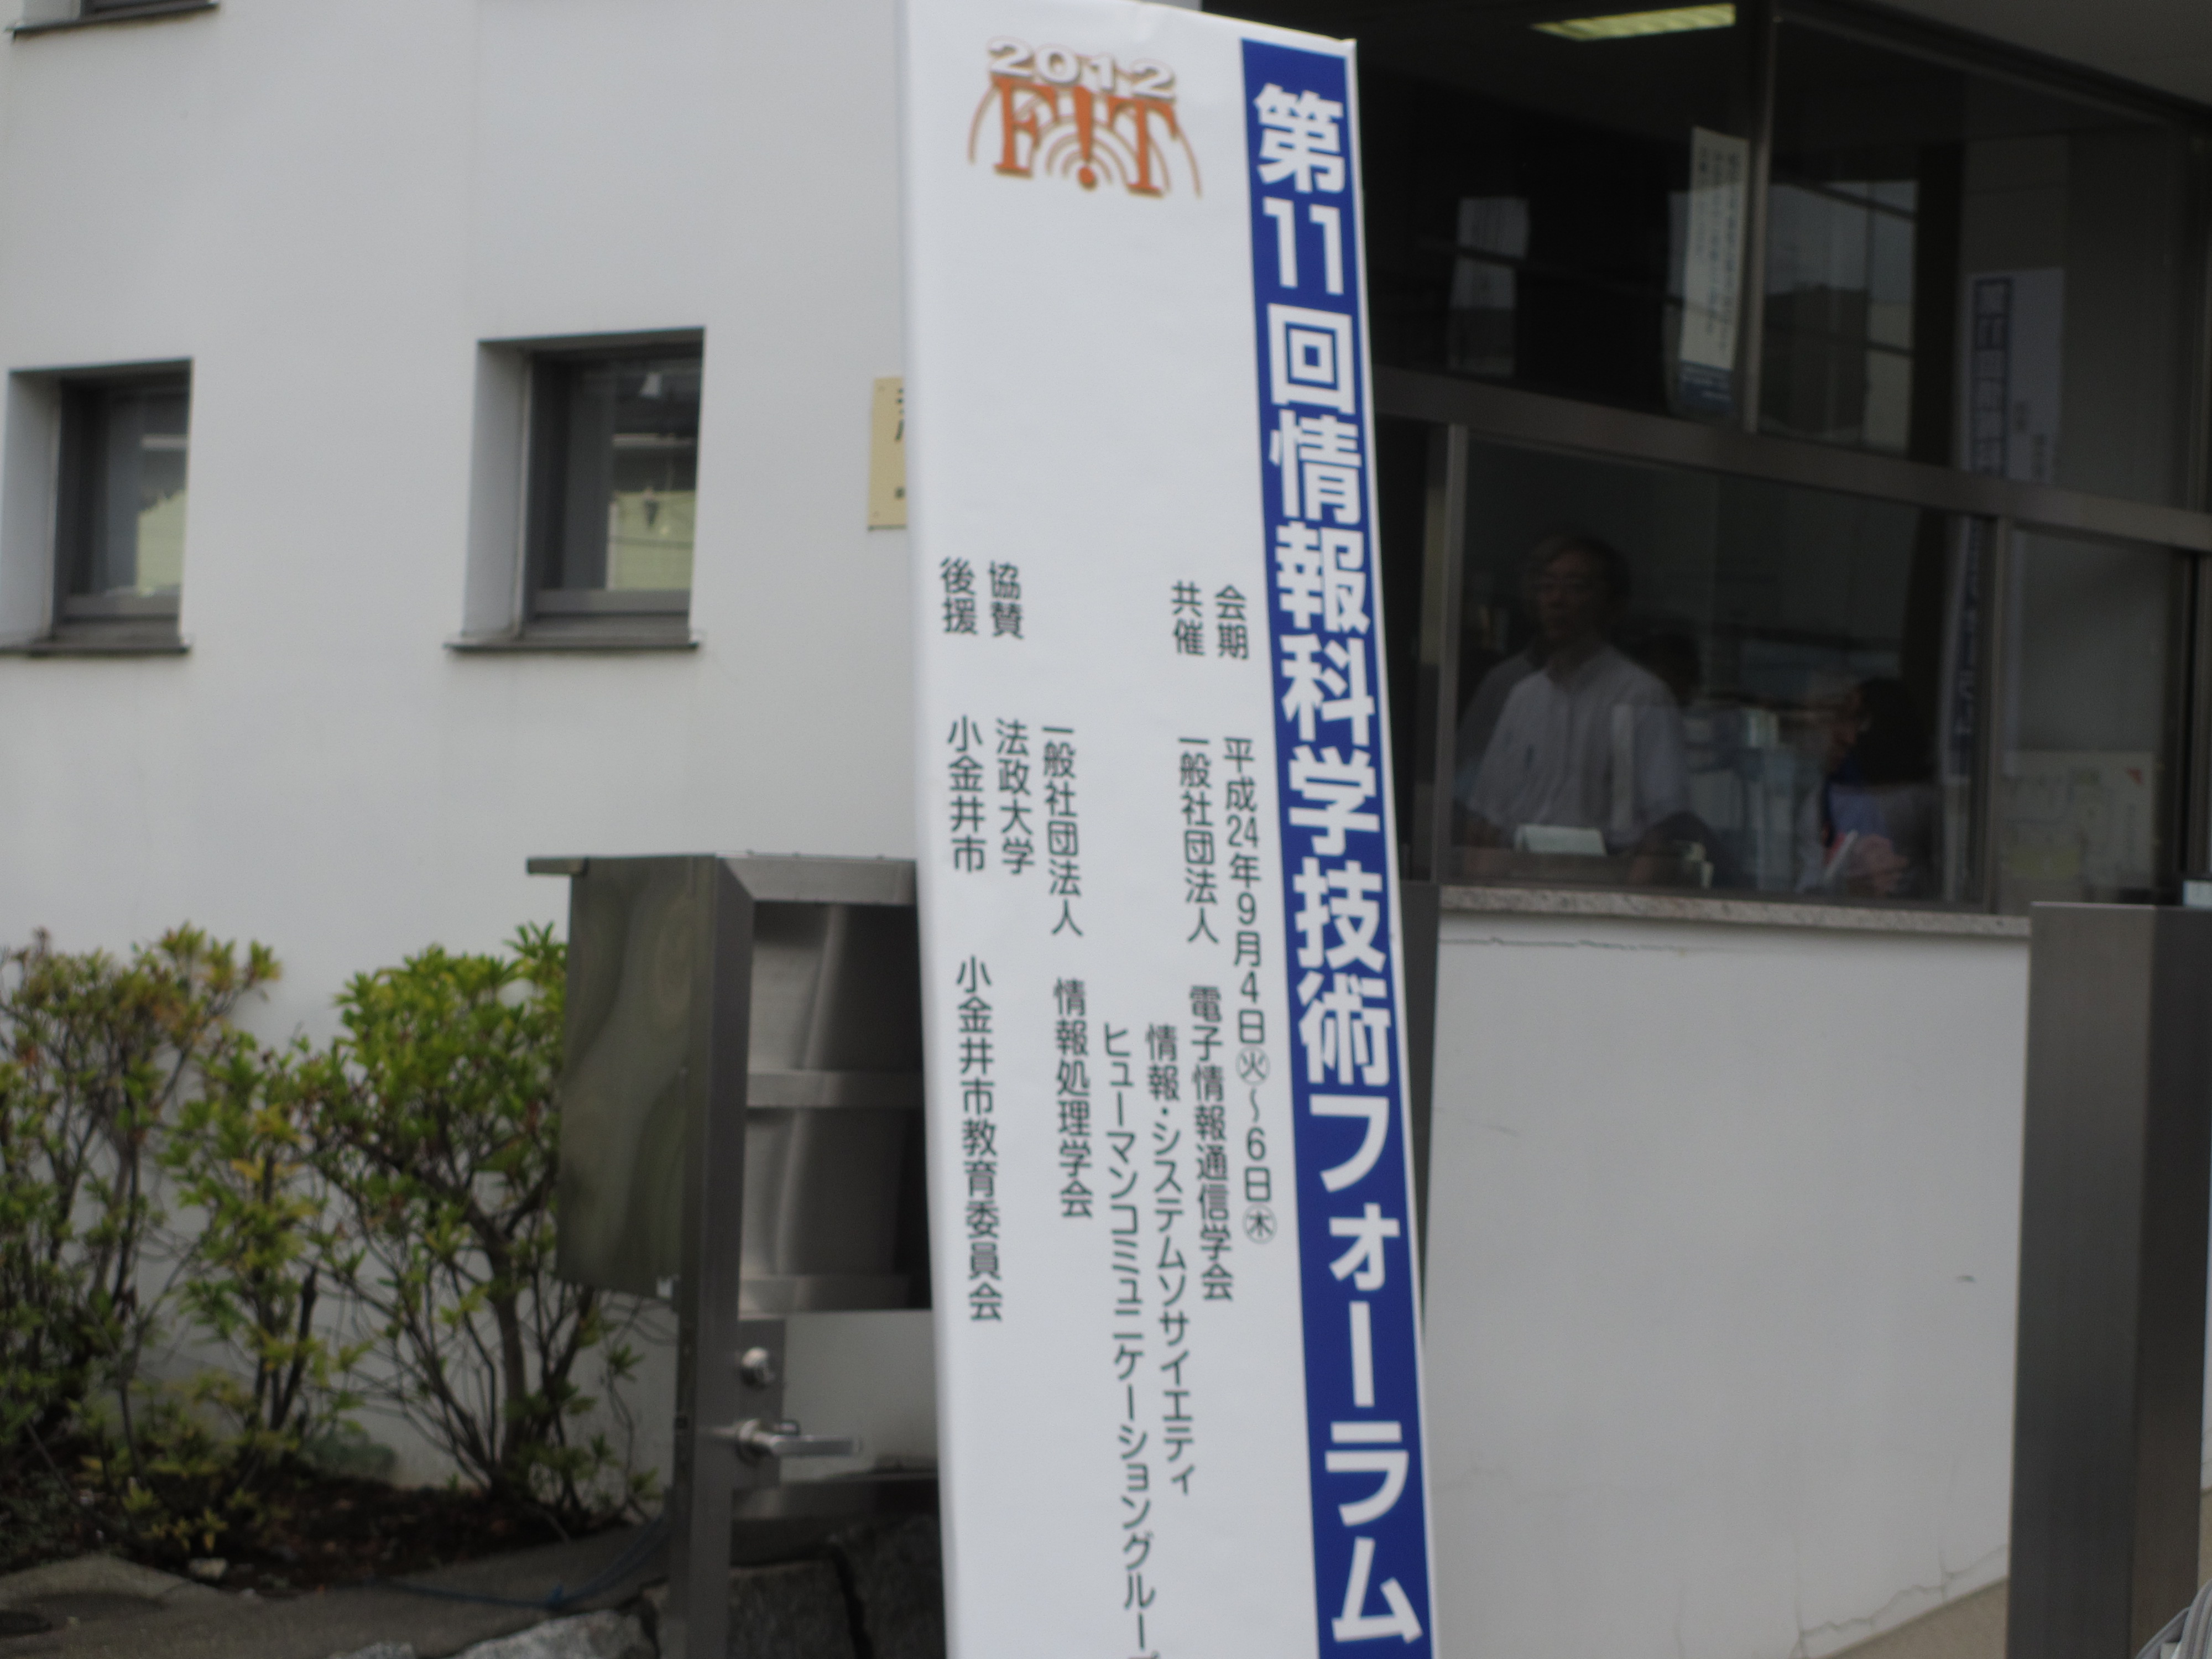 2012
F!T
第11回情報科学技術フォーラム
会期 平成24年9月4日㊋～6日㊍
共催 一般社団法人 電子情報通信学会
情報・システムソサイエティ
ヒューマンコミュニケーショングルー
一般社団法人 情報処理学会
協賛 法政大学
後援 小金井市 小金井市教育委員会